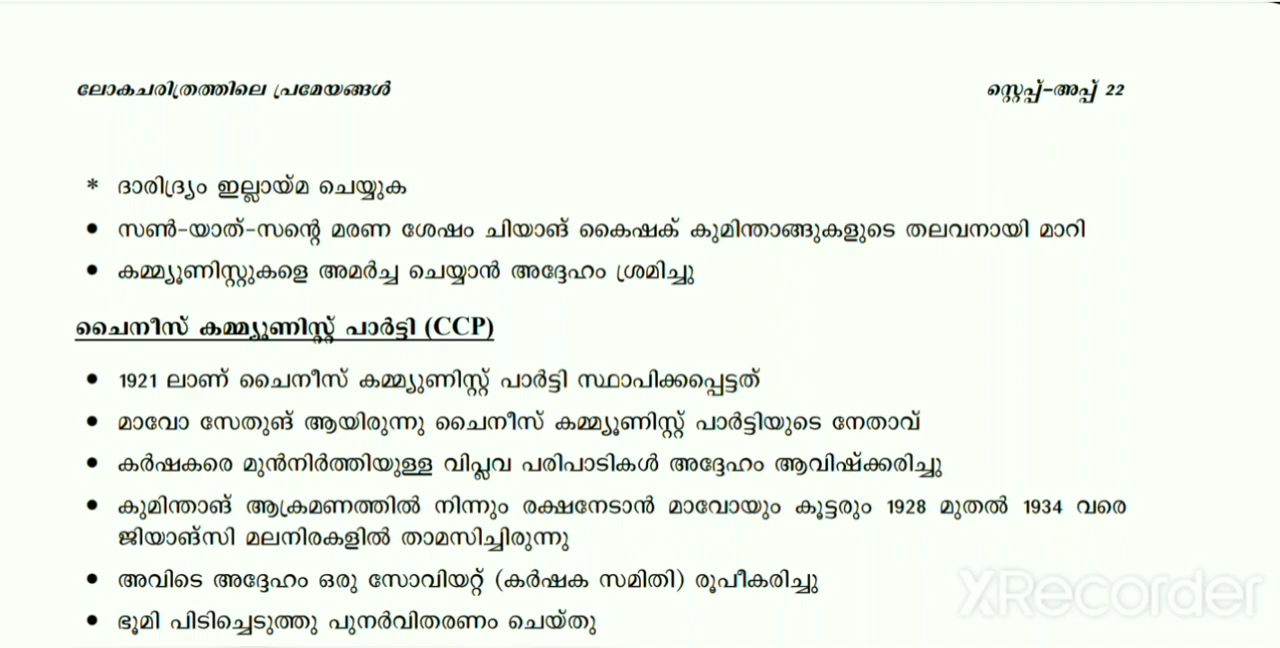 ലോകചരിത്രത്തിലെ പ്രമേയങ്ങൾ
സ്റ്റെപ്പ്-അപ്പ് 22
* ദാരിദ്ര്യം ഇല്ലായ്മ ചെയ്യുക
• സൺ-യാത്-സന്റെ മരണ ശേഷം ചിയാങ് കൈഷക് കുമിന്താങ്ങുകളുടെ തലവനായി മാറി
• കമ്മ്യൂണിസ്റ്റുകളെ അമർച്ച ചെയ്യാൻ അദ്ദേഹം ശ്രമിച്ചു
ചൈനീസ് കമ്മ്യുണിസ്റ്റ് പാർട്ടി (CCP)
• 1921 ലാണ് ചൈനീസ് കമ്മ്യുണിസ്റ്റ് പാർട്ടി സ്ഥാപിക്കപ്പെട്ടത്
• മാവോ സേതുങ് ആയിരുന്നു ചൈനീസ് കമ്മ്യൂണിസ്റ്റ് പാർട്ടിയുടെ നേതാവ്
• കർഷകരെ മുൻനിർത്തിയുള്ള വിപ്ലവ പരിപാടികൾ അദ്ദേഹം ആവിഷ്ക്കരിച്ചു
• കുമിന്താങ് ആക്രമണത്തിൽ നിന്നും രക്ഷനേടാൻ മാവോയും കൂട്ടരും 1928 മുതൽ 1934 വരെ
ജിയാങ്സി മലനിരകളിൽ താമസിച്ചിരുന്നു
• അവിടെ അദ്ദേഹം ഒരു സോവിയറ്റ് (കർഷക സമിതി) രൂപീകരിച്ചു
• ഭൂമി പിടിച്ചെടുത്തു പുനർവിതരണം ചെയ്തു
XRecorder